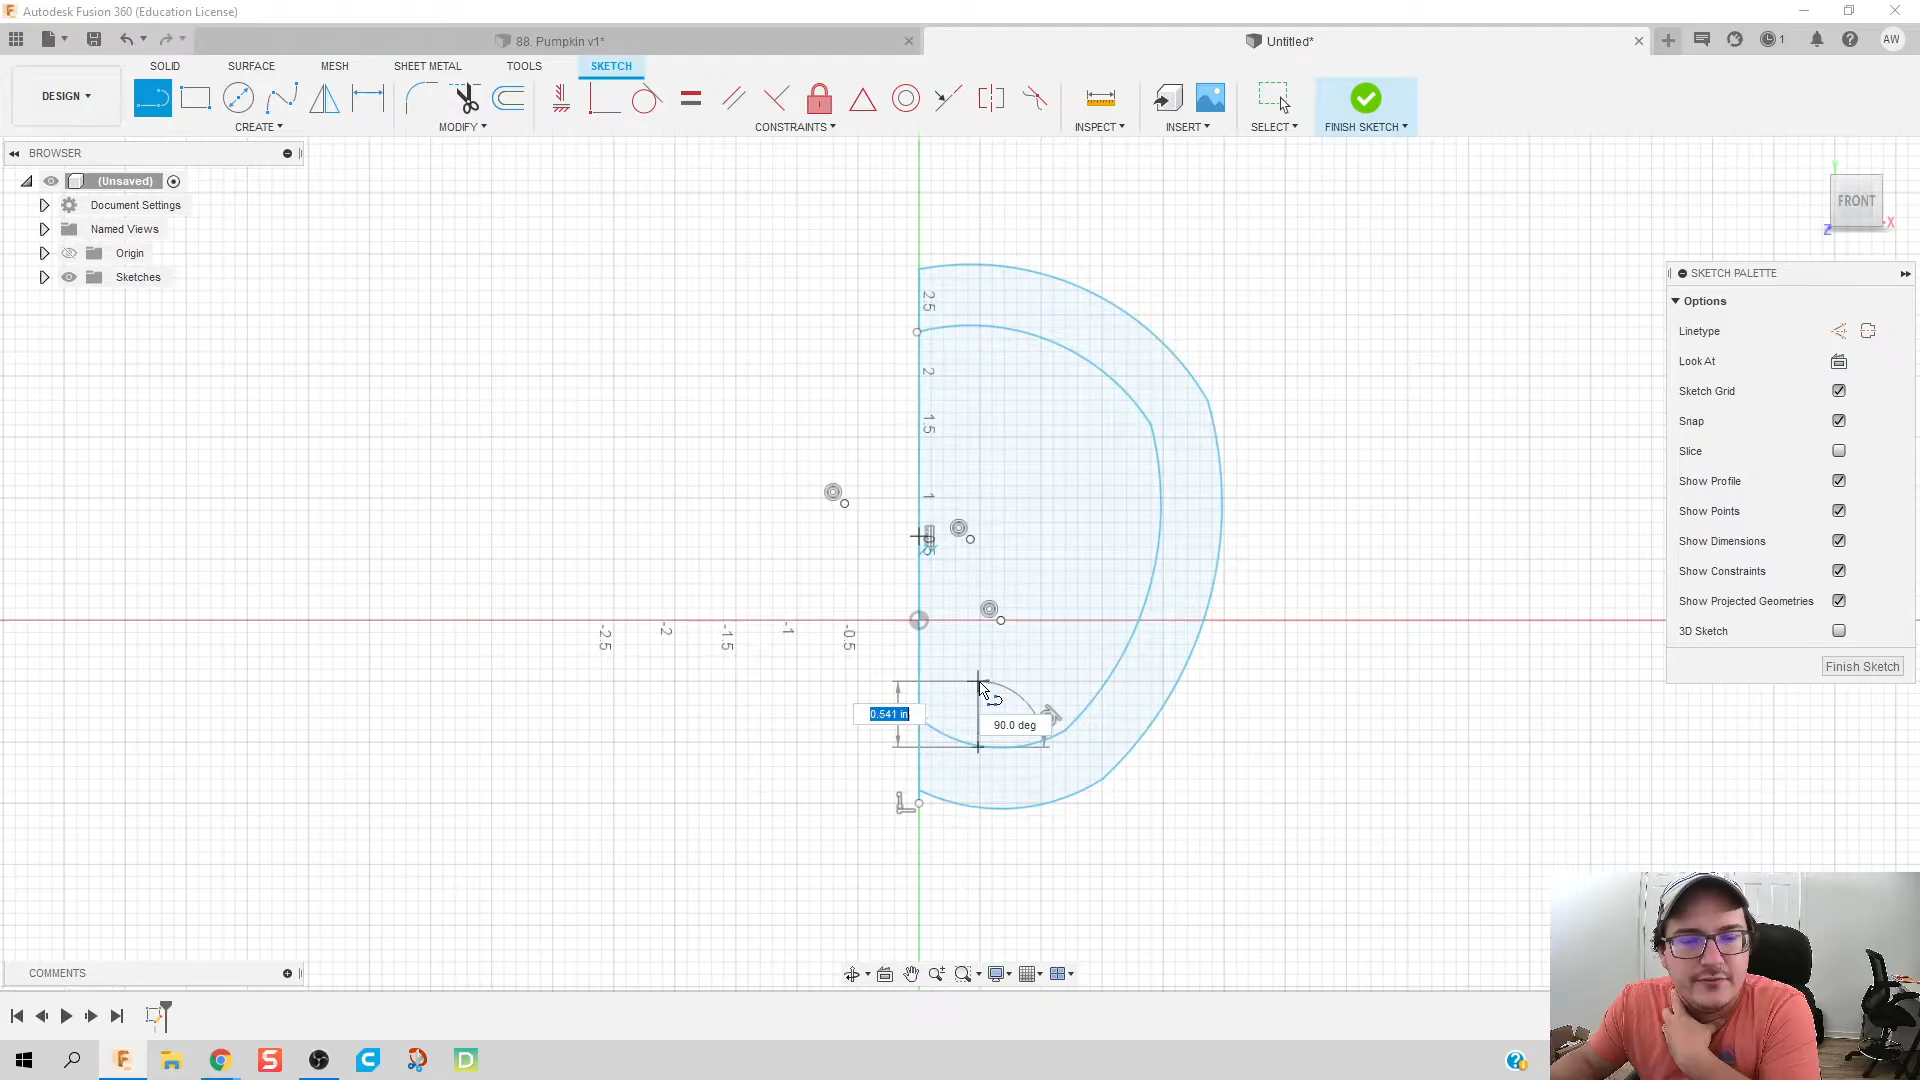 Autodesk Fusion 360 (Education License)
88. Pumpkin v1*
Untitled*
1
AW
DESIGN
SOLID
SURFACE
MESH
SHEET METAL
TOOLS
SKETCH
CREATE
MODIFY
CONSTRAINTS
INSPECT
INSERT
SELECT
FINISH SKETCH
BROWSER
(Unsaved)
Document Settings
Named Views
Origin
Sketches
FRONT
Y
X
Z
SKETCH PALETTE
Options
Linetype
Look At
Sketch Grid
Snap
Slice
Show Profile
Show Points
Show Dimensions
Show Constraints
Show Projected Geometries
3D Sketch
Finish Sketch
2.5
2
1.5
1
0.5
-2.5
-2
-1.5
-1
-0.5
0.541 in
90.0 deg
COMMENTS
S
C
D